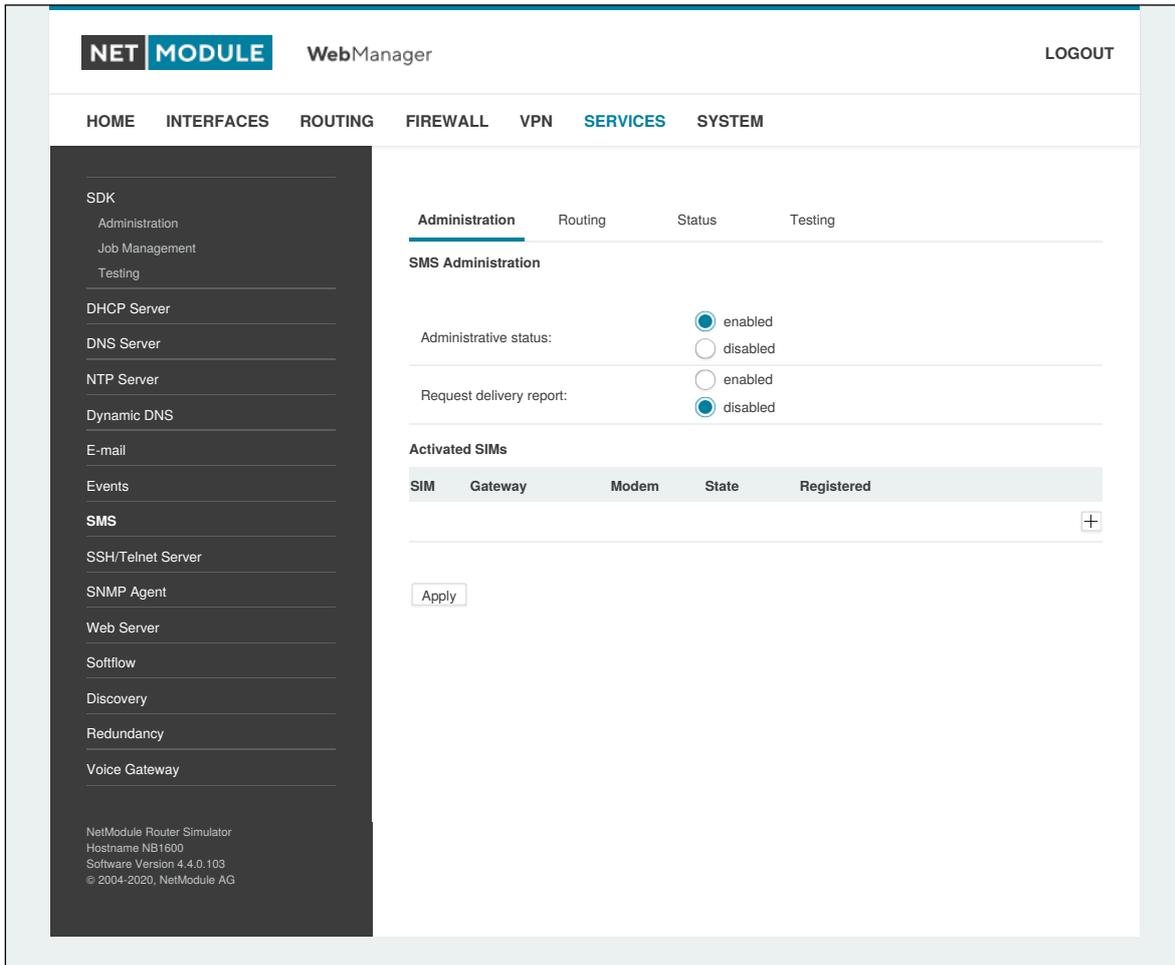 NET MODULE WebManager LOGOUT
HOME INTERFACES ROUTING FIREWALL VPN SERVICES SYSTEM
SDK
Administration
Job Management
Testing
DHCP Server
DNS Server
NTP Server
Dynamic DNS
E-mail
Events
SMS
SSH/Telnet Server
SNMP Agent
Web Server
Softflow
Discovery
Redundancy
Voice Gateway
NetModule Router Simulator
Hostname NB1600
Software Version 4.4.0.103
© 2004-2020, NetModule AG
Administration Routing Status Testing
SMS Administration
Administrative status:
enabled
disabled
Request delivery report:
enabled
disabled
Activated SIMs
SIM Gateway Modem State Registered
Apply